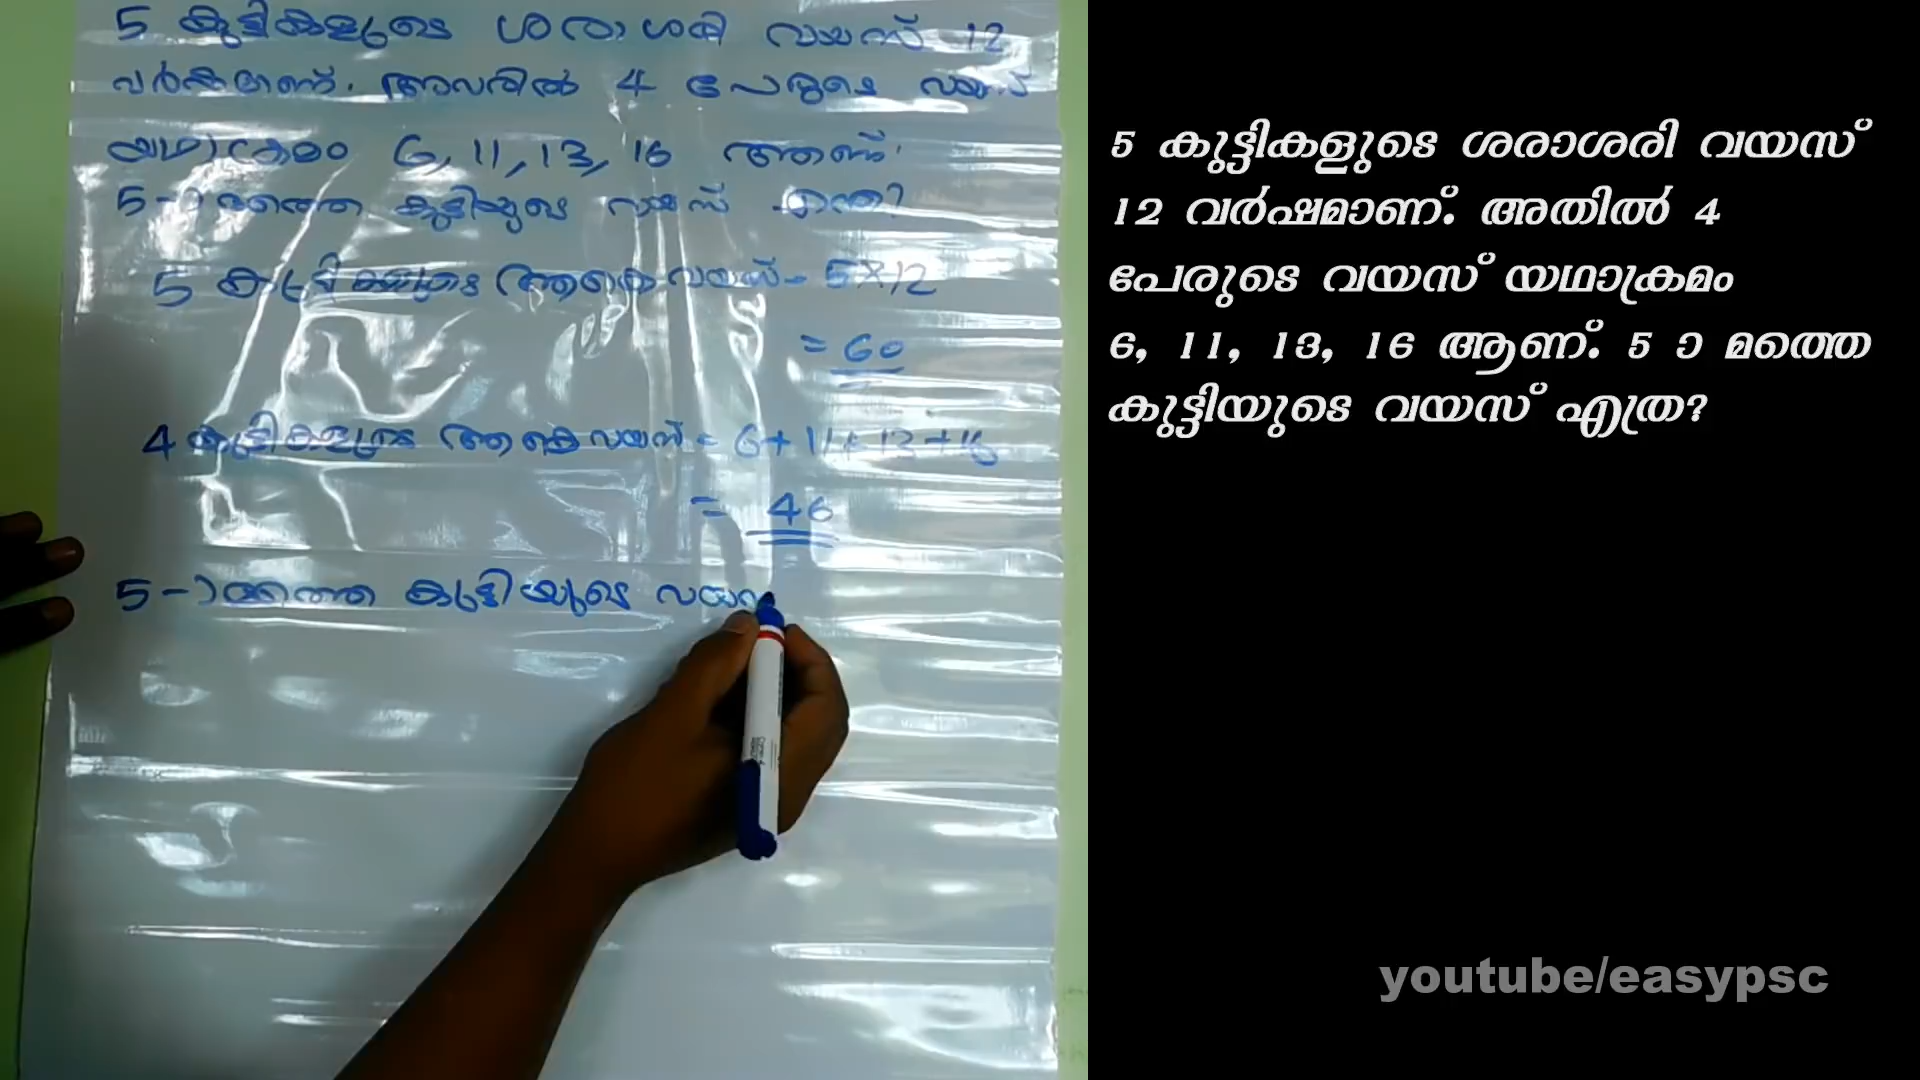 5 കുട്ടികളുടെ ശരാശരി വയസ് 12
വർഷമാണ്. അവരിൽ 4 പേരുടെ വയസ്
യഥാക്രമം 6, 11, 13, 16 ആണ്.
5-ാമത്തെ കുട്ടിയുടെ വയസ് എത്ര?
5 കുട്ടികളുടെ ആകെ വയസ് = 5×12
= 60
4 കുട്ടികളുടെ ആകെ വയസ് = 6+11+13+16
= 46
5-ാമത്തെ കുട്ടിയുടെ വയസ
5 കുട്ടികളുടെ ശരാശരി വയസ്
12 വർഷമാണ്. അതിൽ 4
പേരുടെ വയസ് യഥാക്രമം
6, 11, 13, 16 ആണ്. 5 ാ മത്തെ
കുട്ടിയുടെ വയസ് എത്ര?
youtube/easypsc